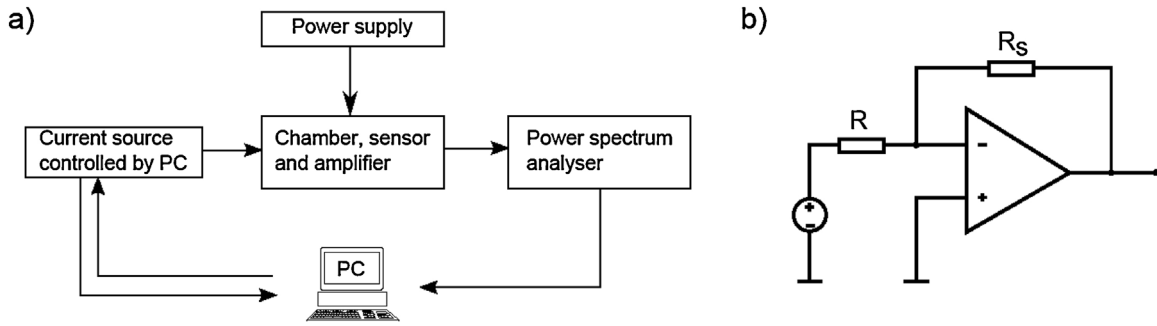 a)
Power supply
Current source
controlled by PC
Chamber, sensor
and amplifier
Power spectrum
analyser
PC
b)
RS
R
-
+
+
-